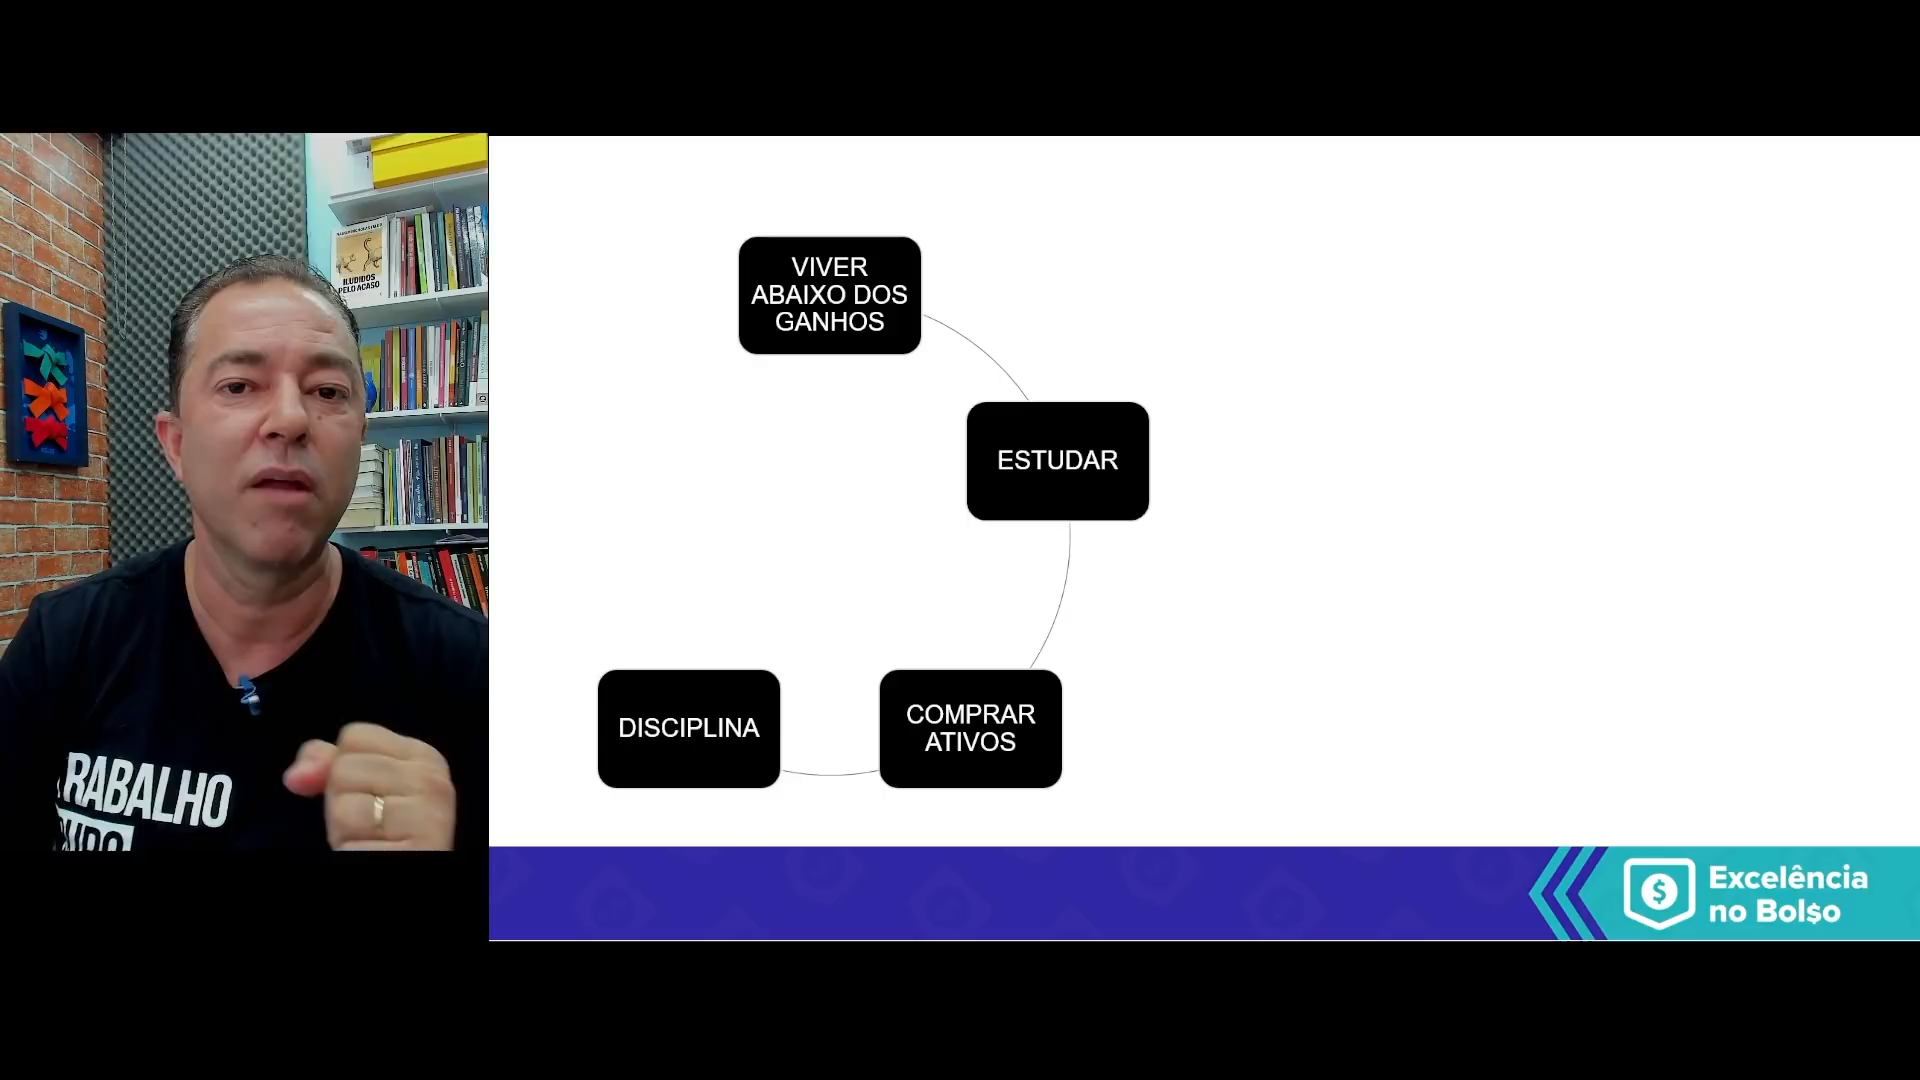 ILUDIDOS
PELO ACASO
RABALHO
VIVER
ABAIXO DOS
GANHOS
ESTUDAR
COMPRAR
ATIVOS
DISCIPLINA
Excelência
no Bol$o